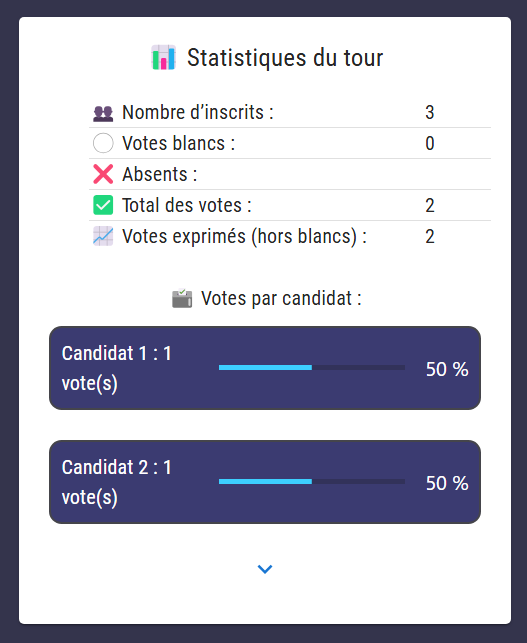 Statistiques du tour
Nombre d’inscrits : 3
Votes blancs : 0
Absents :
Total des votes : 2
Votes exprimés (hors blancs) : 2
Votes par candidat :
Candidat 1 : 1
vote(s)
50 %
Candidat 2 : 1
vote(s)
50 %